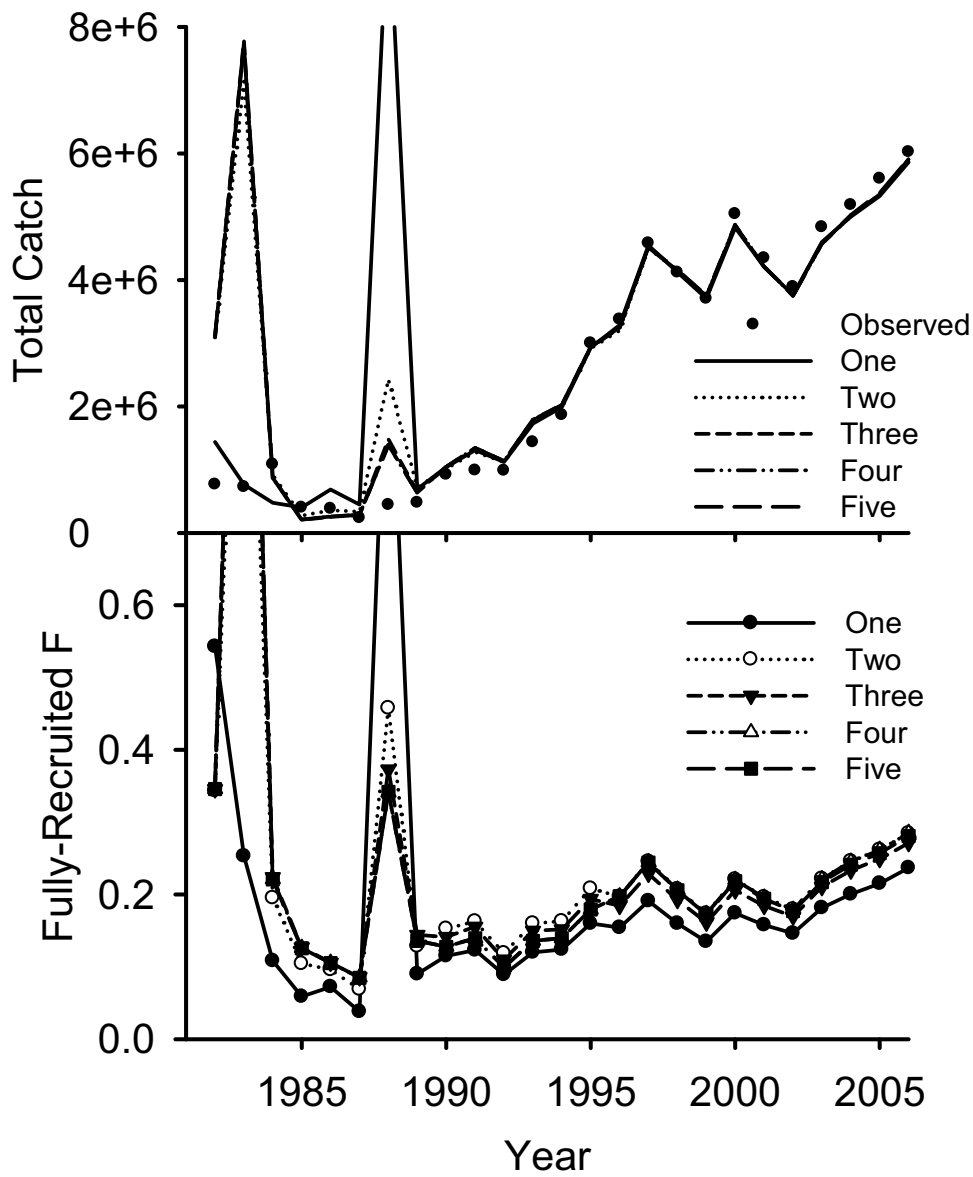 8e+6
6e+6
4e+6
2e+6
0
Total Catch
Observed
One
Two
Three
Four
Five
0.6
0.4
0.2
0.0
Fully-Recruited F
One
Two
Three
Four
Five
1985 1990 1995 2000 2005
Year